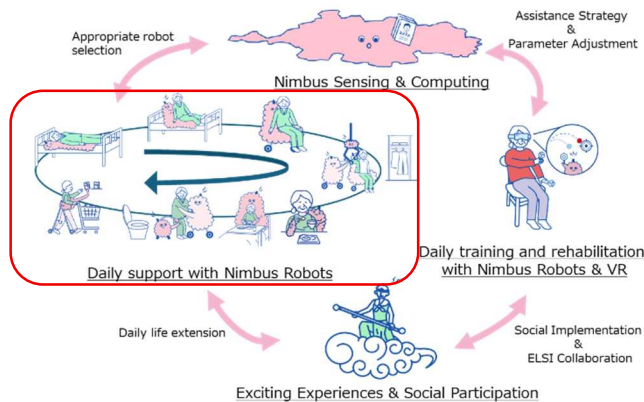 Appropriate robot
selection
Assistance Strategy
&
Parameter Adjustment
Nimbus Sensing & Computing
Daily support with Nimbus Robots
Daily training and rehabilitation
with Nimbus Robots & VR
Daily life extension
Social Implementation
&
ELSI Collaboration
Exciting Experiences & Social Participation